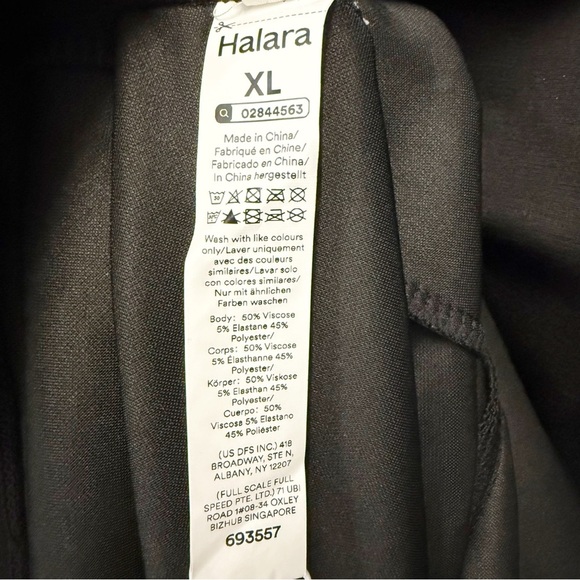 Halara
XL
02844563
Made in China/
Fabriqué en Chine/
Fabricado en China/
In China hergestellt
Wash with like colours
only/Laver uniquement
avec des couleurs
similaires/Lavar solo
con colores similares/
Nur mit ähnlichen
Farben waschen
Body: 50% Viscose
5% Elastane 45%
Polyester/
Corps: 50% Viscose
5% Élasthanne 45%
Polyester/
Körper: 50% Viskose
5% Elasthan 45%
Polyester/
Cuerpo: 50%
Viscosa 5% Elastano
45% Poliéster
(US DFS INC.) 418
BROADWAY, STE N,
ALBANY, NY 12207
(FULL SCALE FULL
SPEED PTE. LTD.) 71 UBI
ROAD 1#08-34 OXLEY
BIZHUB SINGAPORE
693557